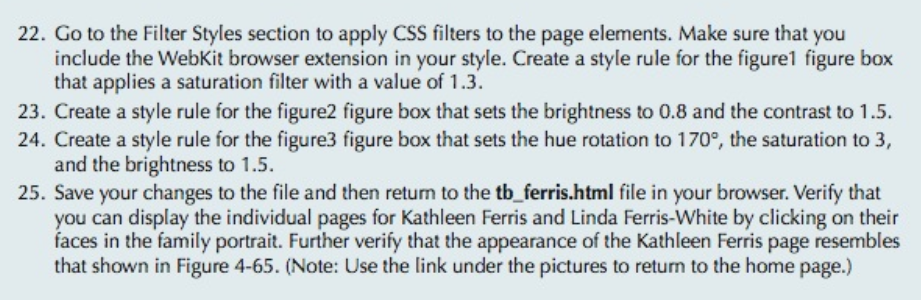 22. Go to the Filter Styles section to apply CSS filters to the page elements. Make sure that you
include the WebKit browser extension in your style. Create a style rule for the figure1 figure box
that applies a saturation filter with a value of 1.3.
23. Create a style rule for the figure2 figure box that sets the brightness to 0.8 and the contrast to 1.5.
24. Create a style rule for the figure3 figure box that sets the hue rotation to 170°, the saturation to 3,
and the brightness to 1.5.
25. Save your changes to the file and then return to the tb_ferris.html file in your browser. Verify that
you can display the individual pages for Kathleen Ferris and Linda Ferris-White by clicking on their
faces in the family portrait. Further verify that the appearance of the Kathleen Ferris page resembles
that shown in Figure 4-65. (Note: Use the link under the pictures to return to the home page.)